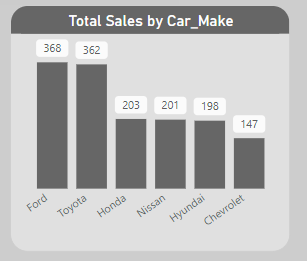 Total Sales by Car_Make
368
362
203
201
198
147
Ford
Toyota
Honda
Nissan
Hyundai
Chevrolet